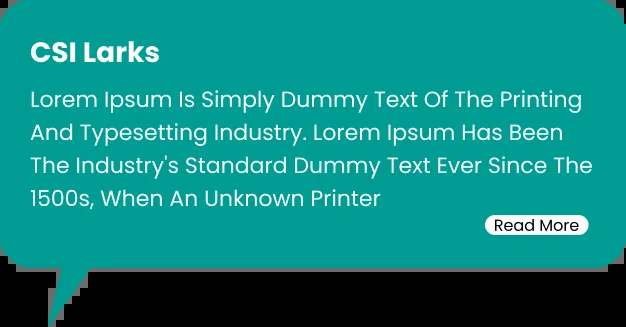 CSI Larks
Lorem Ipsum Is Simply Dummy Text Of The Printing
And Typesetting Industry. Lorem Ipsum Has Been
The Industry's Standard Dummy Text Ever Since The
1500s, When An Unknown Printer
Read More